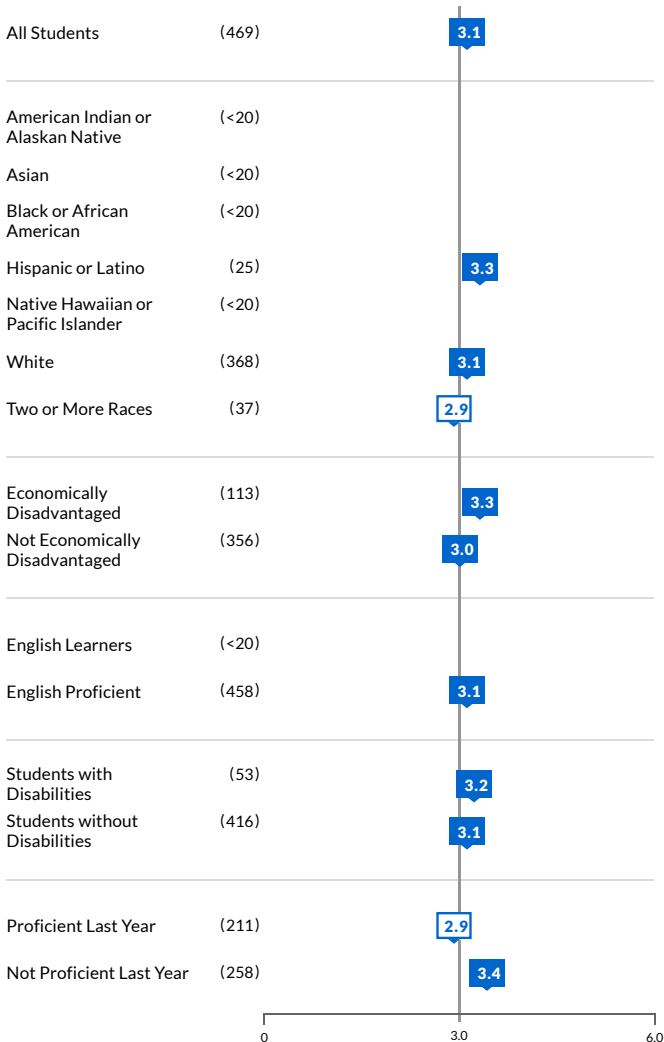 All Students (469) 3.1
American Indian or (<20)
Alaskan Native
Asian (<20)
Black or African (<20)
American
Hispanic or Latino (25) 3.3
Native Hawaiian or (<20)
Pacific Islander
White (368) 3.1
Two or More Races (37) 2.9
Economically (113) 3.3
Disadvantaged
Not Economically (356) 3.0
Disadvantaged
English Learners (<20)
English Proficient (458) 3.1
Students with (53) 3.2
Disabilities
Students without (416) 3.1
Disabilities
Proficient Last Year (211) 2.9
Not Proficient Last Year (258) 3.4
0 3.0 6.0